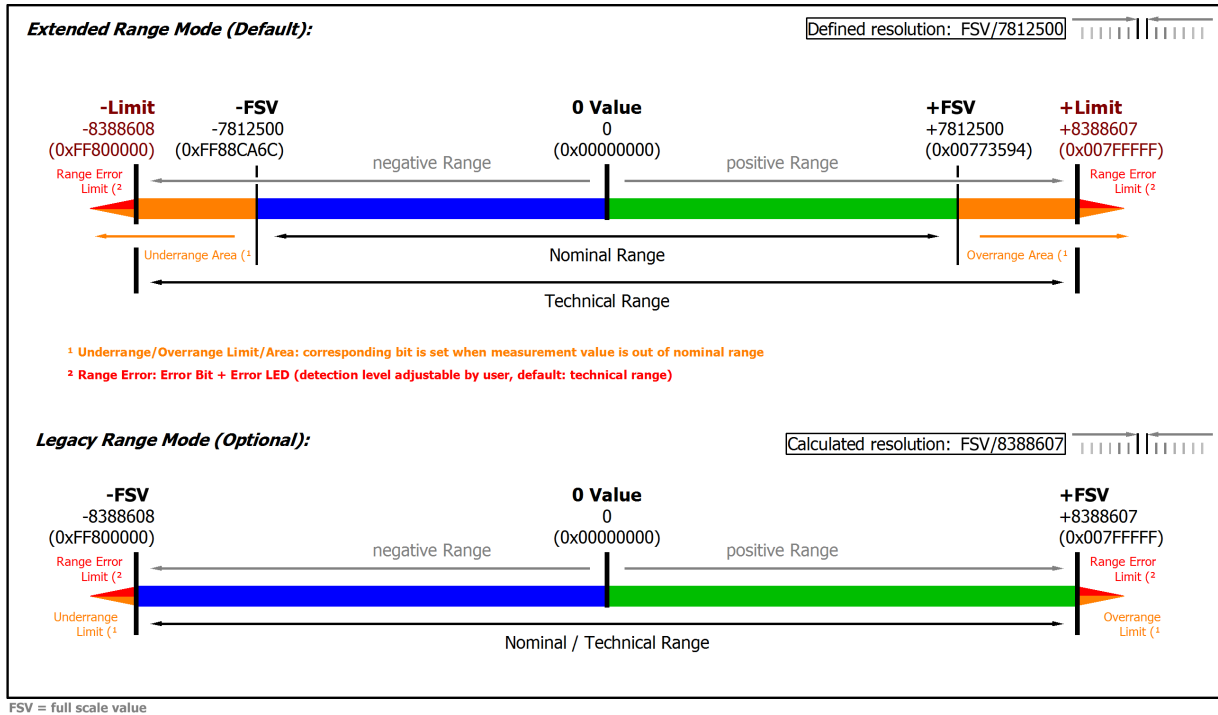 Extended Range Mode (Default):
Defined resolution:  FSV/7812500
-Limit
-8388608
(0xFF800000)
-FSV
-7812500
(0xFF88CA6C)
0 Value
0
(0x00000000)
+FSV
+7812500
(0x00773594)
+Limit
+8388607
(0x007FFFFF)
negative Range
positive Range
Range Error
Limit (²
Range Error
Limit (²
Underrange Area (¹
Nominal Range
Overrange Area (¹
Technical Range
¹ Underrange/Overrange Limit/Area: corresponding bit is set when measurement value is out of nominal range
² Range Error: Error Bit + Error LED (detection level adjustable by user, default: technical range)
Legacy Range Mode (Optional):
Calculated resolution:  FSV/8388607
-FSV
-8388608
(0xFF800000)
0 Value
0
(0x00000000)
+FSV
+8388607
(0x007FFFFF)
negative Range
positive Range
Range Error
Limit (²
Range Error
Limit (²
Underrange
Limit (¹
Overrange
Limit (¹
Nominal / Technical Range
FSV = full scale value